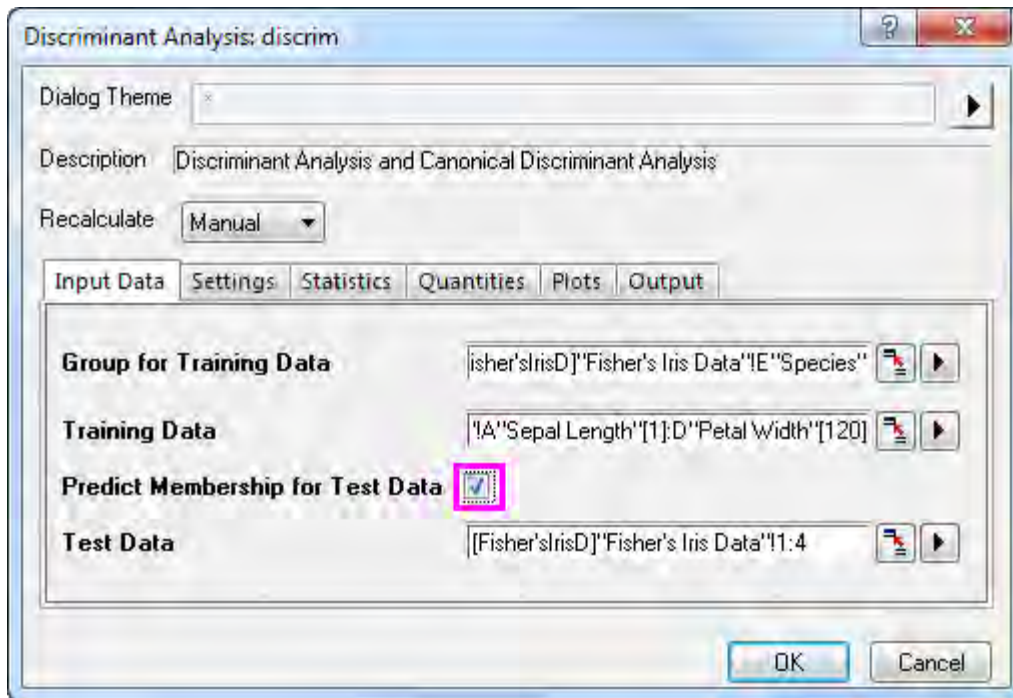 Discriminant Analysis: discrim
Dialog Theme *
Description Discriminant Analysis and Canonical Discriminant Analysis
Recalculate Manual
Input Data Settings Statistics Quantities Plots Output
Group for Training Data isher'sIrisD]"Fisher's Iris Data"!E"Species"
Training Data "!A"Sepal Length"[1]:D"Petal Width"[120]
Predict Membership for Test Data
Test Data [Fisher'sIrisD]"Fisher's Iris Data"!1:4
OK Cancel